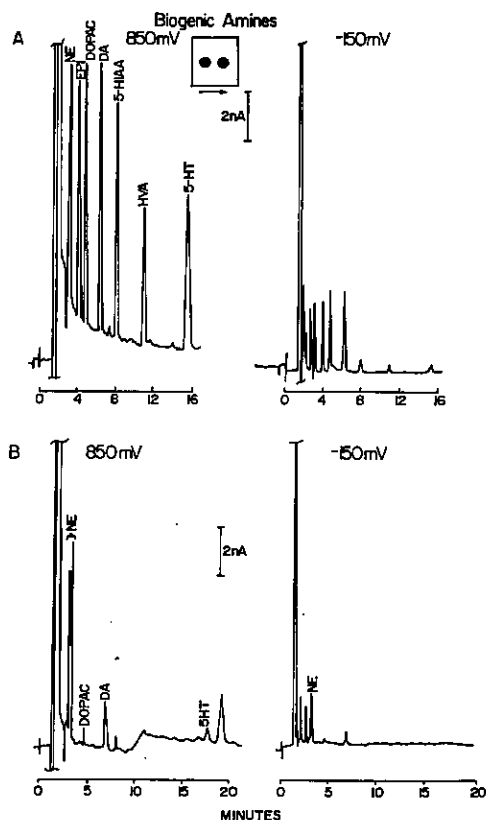 Biogenic Amines
A
850mV
-150mV
NE
EPI
DOPAC
DA
5-HIAA
HVA
5-HT
2nA
0 4 8 12 16
0 4 8 12 16
B
850mV
-150mV
NE
DOPAC
DA
5HT
2nA
NE
0 5 10 15 20
0 5 10 15 20
MINUTES